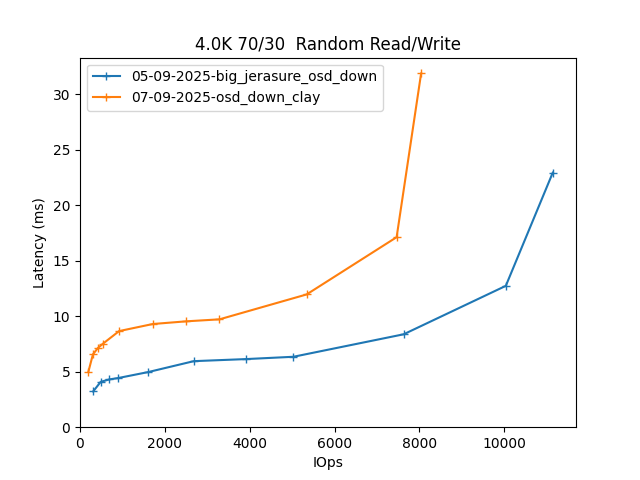 4.0K 70/30  Random Read/Write
05-09-2025-big_jerasure_osd_down
07-09-2025-osd_down_clay
Latency (ms)
30
25
20
15
10
5
0
0 2000 4000 6000 8000 10000
IOps